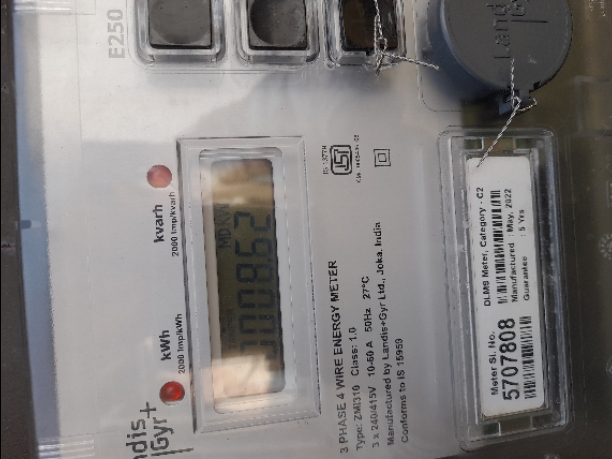 Landis
Gyr+
E250
kWh
2000 Imp/kWh
kvarh
2000 Imp/kvarh
MD KW
3 PHASE 4 WIRE ENERGY METER
Type: ZMI310 Class: 1.0
3 x 240/415V 10-60 A 50Hz 27°C
Manufactured by Landis+Gyr Ltd., Joka, India
Conforms to IS 15959
Meter Sl. No.
5707808
DLMS Meter, Category - C2
Manufactured : May, 2022
Guarantee : 5 Yrs